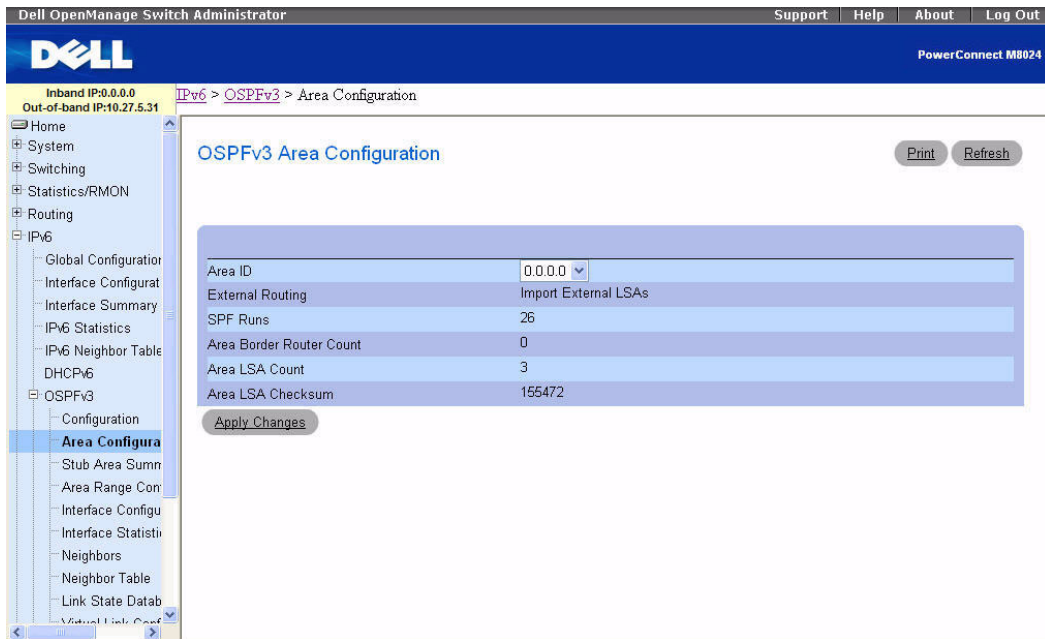 Dell OpenManage Switch Administrator
Support Help About Log Out
DELL
PowerConnect M8024
Inband IP:0.0.0.0
Out-of-band IP:10.27.5.31
IPv6 > OSPFv3 > Area Configuration
Home
System
Switching
Statistics/RMON
Routing
IPv6
Global Configuration
Interface Configurat
Interface Summary
IPv6 Statistics
IPv6 Neighbor Table
DHCPv6
OSPFv3
Configuration
Area Configura
Stub Area Summ
Area Range Con
Interface Configu
Interface Statisti
Neighbors
Neighbor Table
Link State Datab
Virtual Link Conf
OSPFv3 Area Configuration
Print Refresh
Area ID 0.0.0.0
External Routing Import External LSAs
SPF Runs 26
Area Border Router Count 0
Area LSA Count 3
Area LSA Checksum 155472
Apply Changes